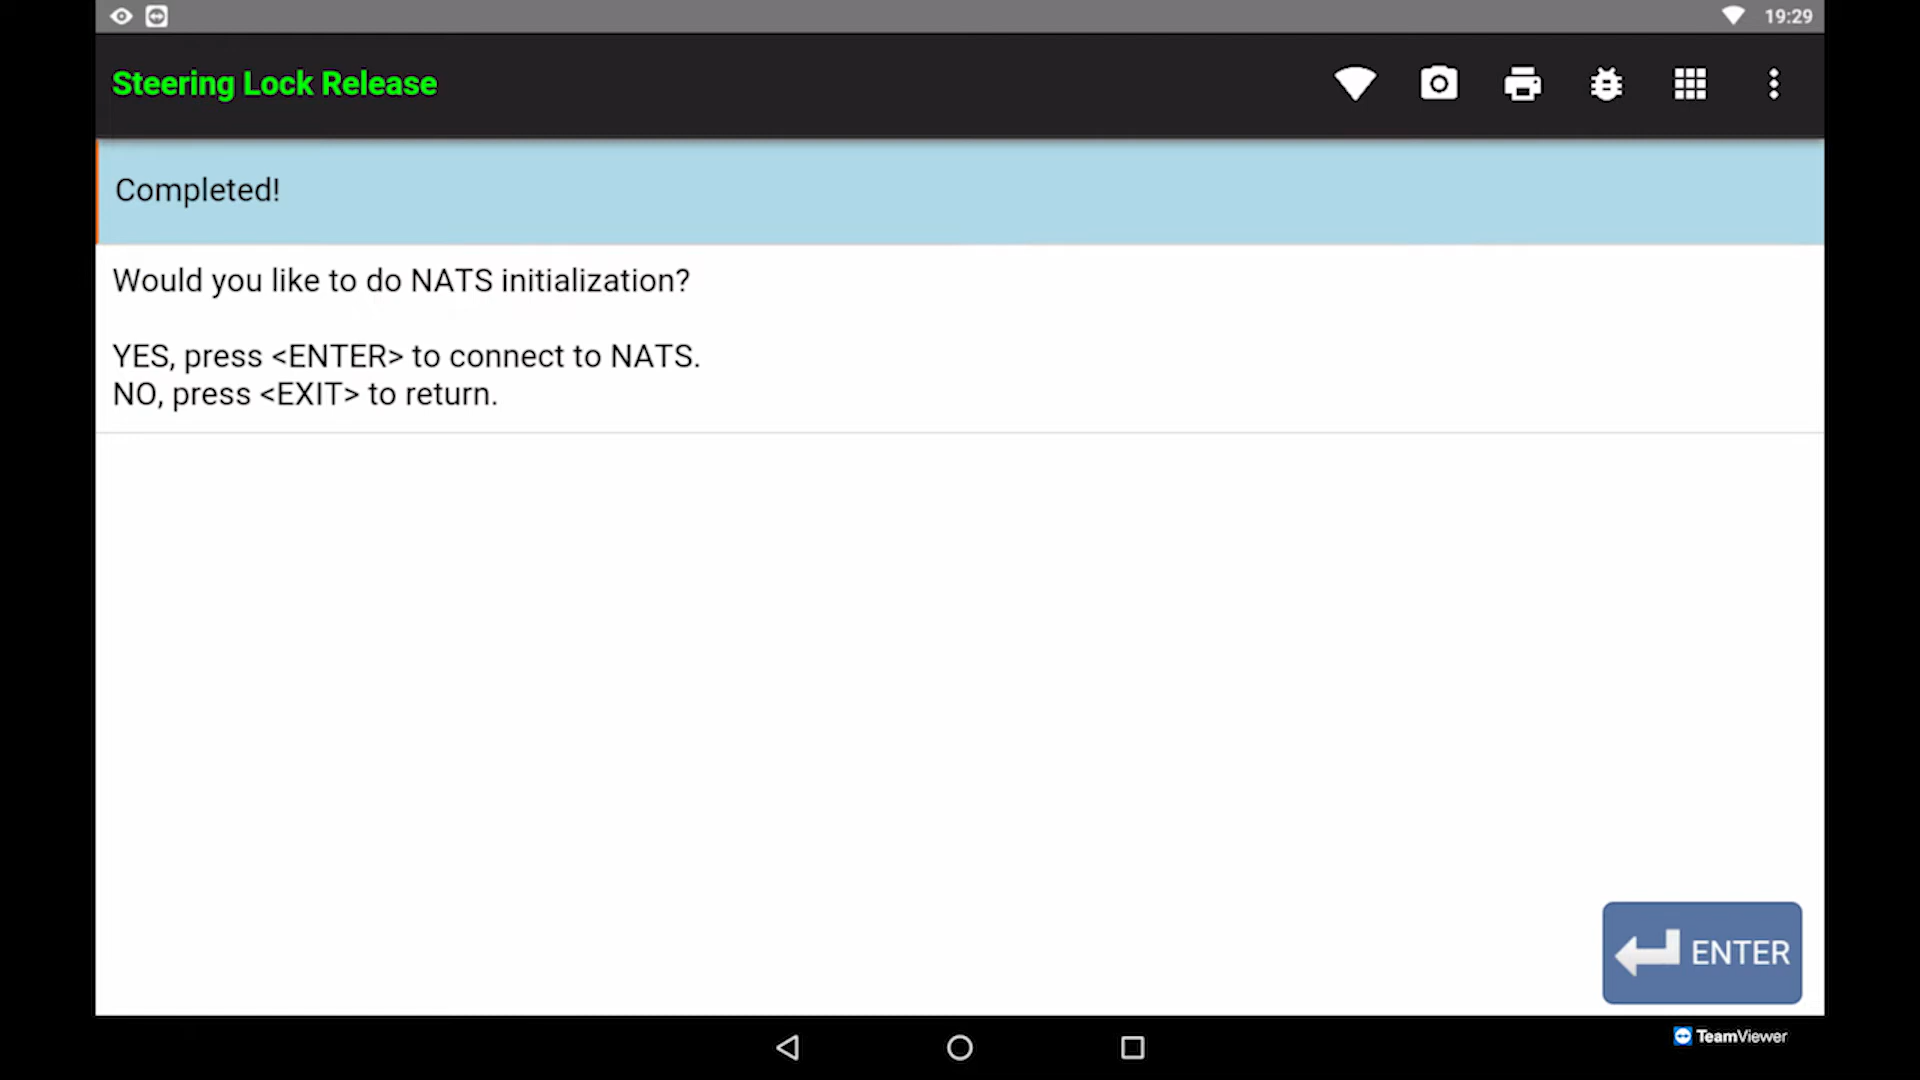 19:29
Steering Lock Release
Completed!
Would you like to do NATS initialization?
YES, press <ENTER> to connect to NATS.
NO, press <EXIT> to return.
ENTER
TeamViewer